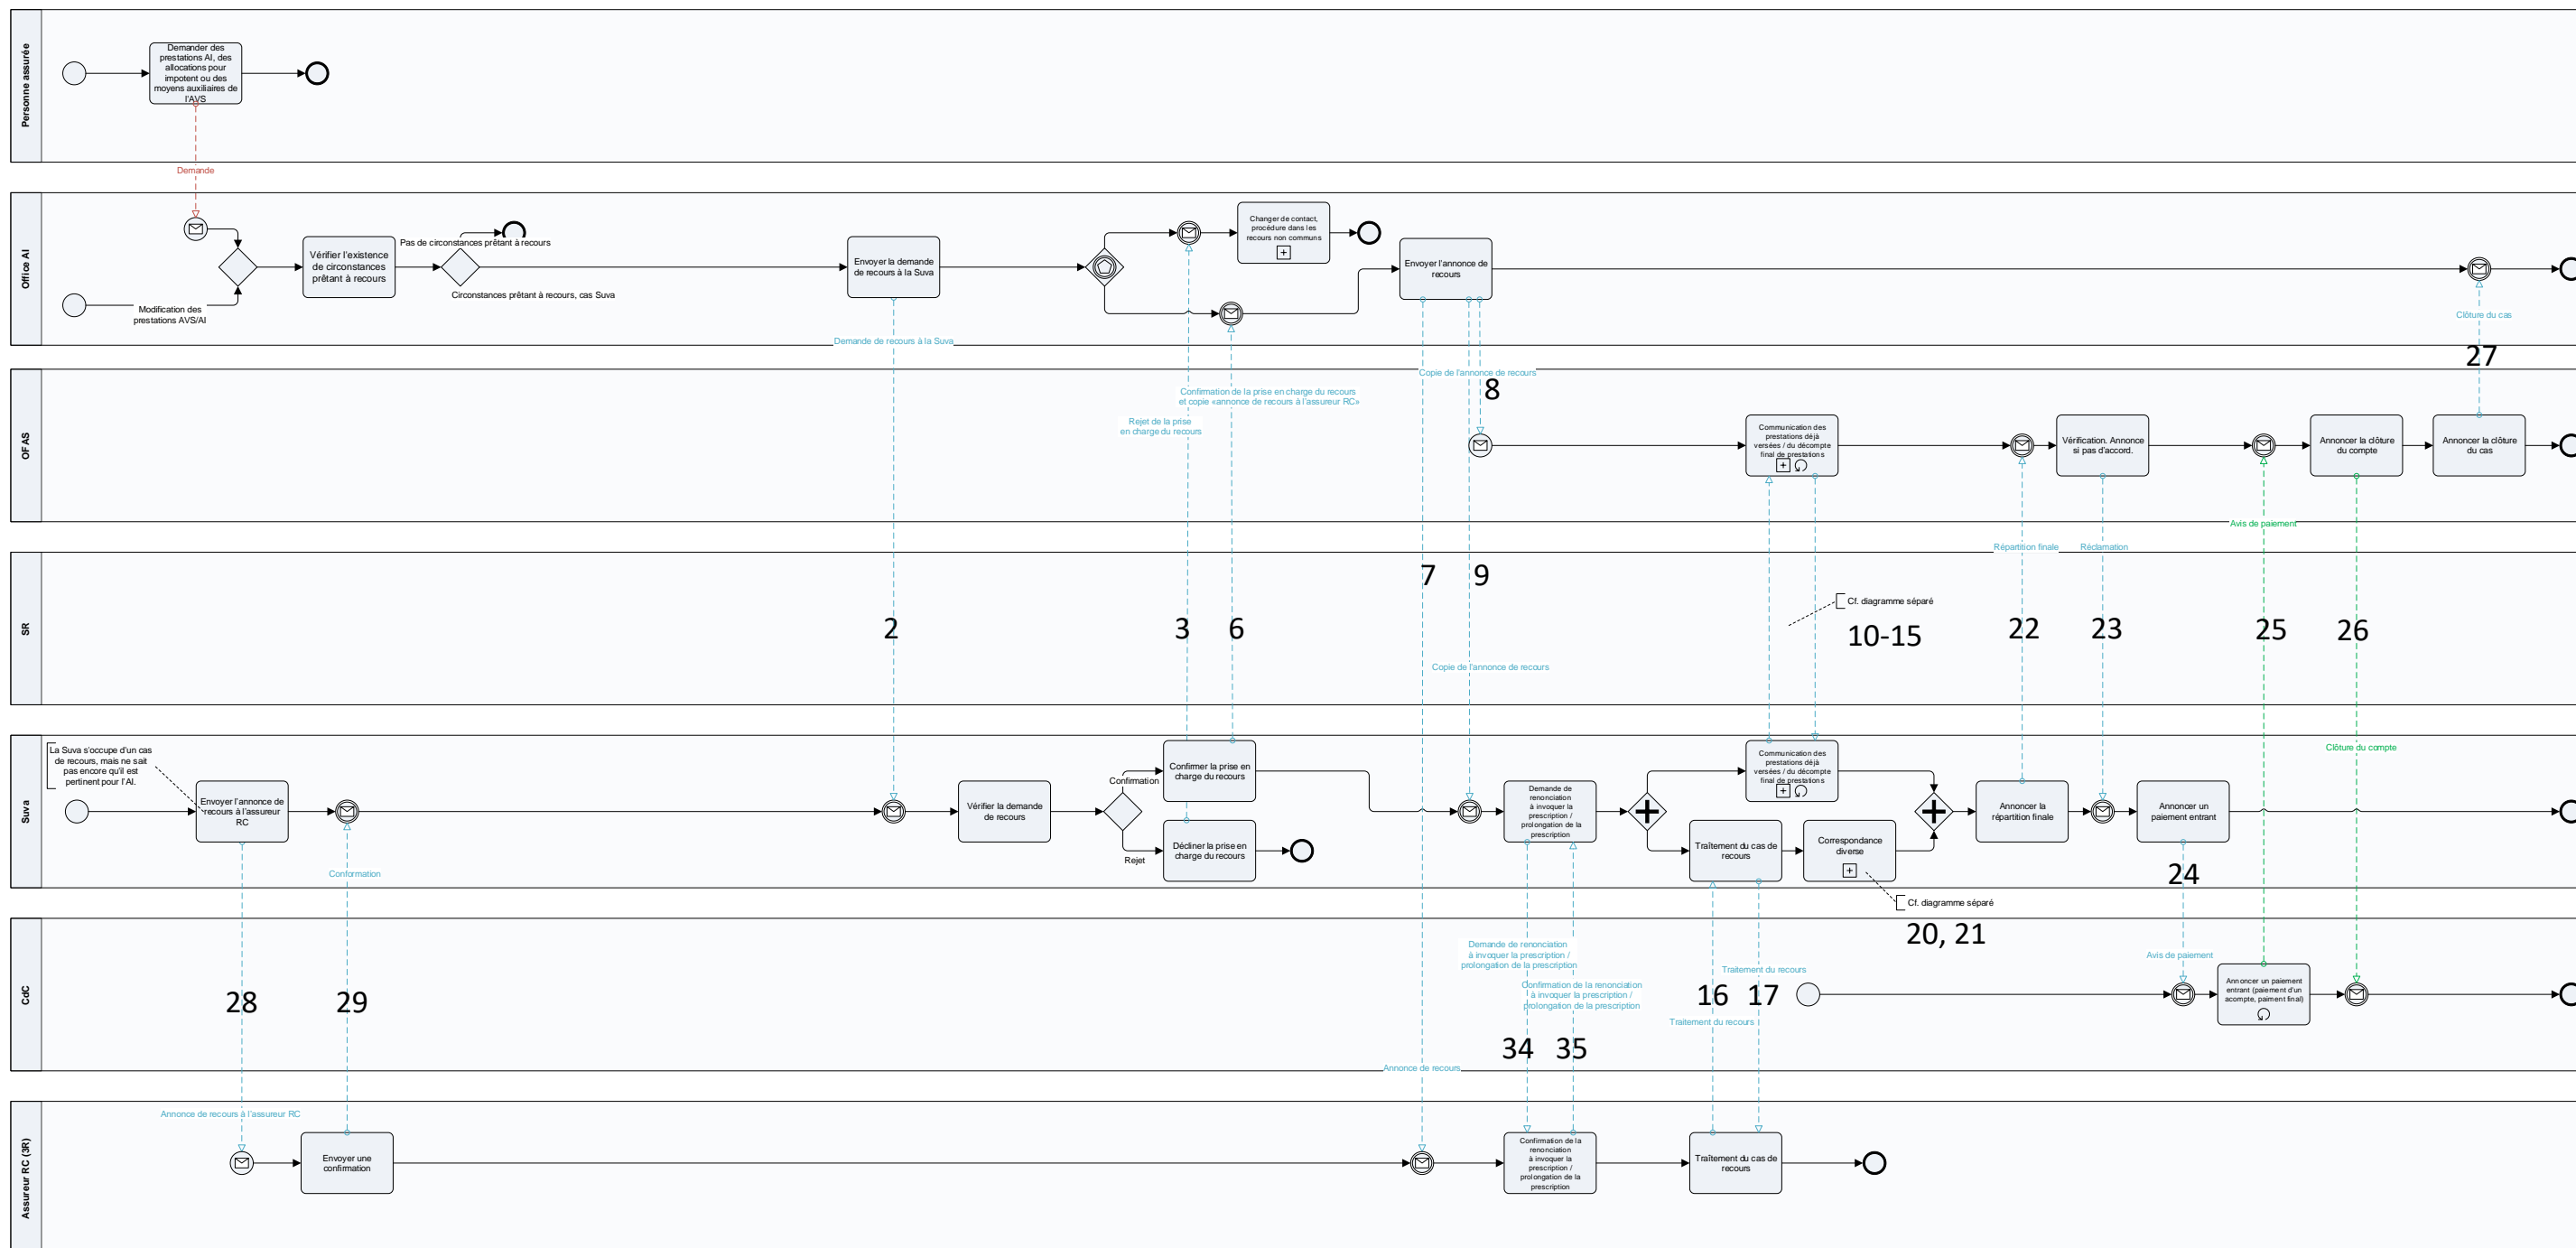 Personne assurée
Demander des
prestations AI, des
allocations pour
impotent ou des
moyens auxiliaires de
l'AVS
Demande
Office AI
Modification des
prestations AVS/AI
Vérifier l'existence
de circonstances
prêtant à recours
Pas de circonstances prêtant à recours
Circonstances prêtant à recours, cas Suva
Envoyer la demande
de recours à la Suva
Demande de recours à la Suva
Changer de contact,
procédure dans les
recours non communs
Envoyer l'annonce de
recours
Clôture du cas
27
OFAS
Confirmation de la prise en charge du recours
et copie «annonce de recours à l'assureur RC»
Rejet de la prise
en charge du recours
Copie de l'annonce de recours
8
Communication des
prestations déjà
versées / du décompte
final de prestations
Vérification. Annonce
si pas d'accord.
Annoncer la clôture
du compte
Annoncer la clôture
du cas
Avis de paiement
SR
Répartition finale
Réclamation
7
9
Cf. diagramme séparé
10-15
2
3
6
22
23
25
26
Copie de l'annonce de recours
Suva
La Suva s'occupe d'un cas
de recours, mais ne sait
pas encore qu'il est
pertinent pour l'AI.
Envoyer l'annonce de
recours à l'assureur
RC
Conformation
Vérifier la demande
de recours
Confirmation
Rejet
Confirmer la prise en
charge du recours
Décliner la prise en
charge du recours
Demande de
renonciation
à invoquer la
prescription /
prolongation de la
prescription
Communication des
prestations déjà
versées / du décompte
final de prestations
Traitement du cas de
recours
Correspondance
diverse
Annoncer la
répartition finale
Annoncer un
paiement entrant
24
Clôture du compte
Cf. diagramme séparé
20, 21
CdC
28
29
Demande de renonciation
à invoquer la prescription /
prolongation de la prescription
Confirmation de la renonciation
à invoquer la prescription /
prolongation de la prescription
34
35
Traitement du recours
16
17
Traitement du recours
Avis de paiement
Annoncer un paiement
entrant (paiement d'un
acompte, paiment final)
Annonce de recours
Assureur RC (3R)
Annonce de recours à l'assureur RC
Envoyer une
confirmation
Confirmation de la
renonciation
à invoquer la
prescription /
prolongation de la
prescription
Traîtement du cas de
recours